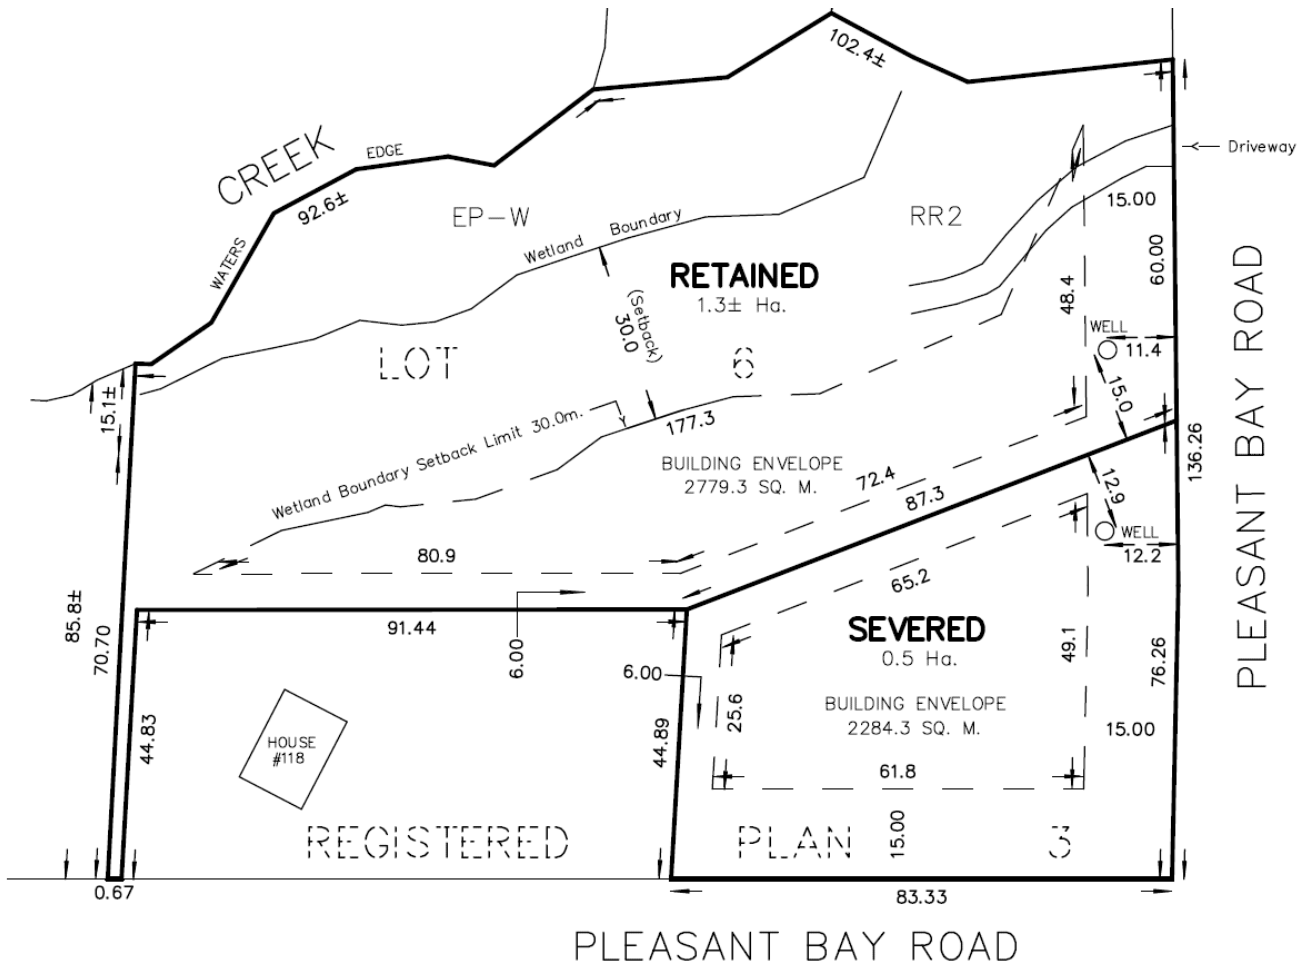 102.4±
CREEK
EDGE
WATERS
92.6±
EP-W
Wetland Boundary
RR2
Driveway
15.00
60.00
RETAINED
1.3± Ha.
(Setback)
30.0
48.4
WELL
11.4
15.0
LOT 6
15.1±
177.3
Wetland Boundary Setback Limit 30.0m.
BUILDING ENVELOPE
2779.3 SQ. M.
72.4
87.3
136.26
PLEASANT BAY ROAD
12.9
WELL
12.2
80.9
65.2
85.8±
70.70
91.44
6.00
SEVERED
0.5 Ha.
49.1
76.26
6.00
25.6
BUILDING ENVELOPE
2284.3 SQ. M.
15.00
44.83
HOUSE
#118
44.89
61.8
REGISTERED PLAN 3
15.00
0.67
83.33
PLEASANT BAY ROAD